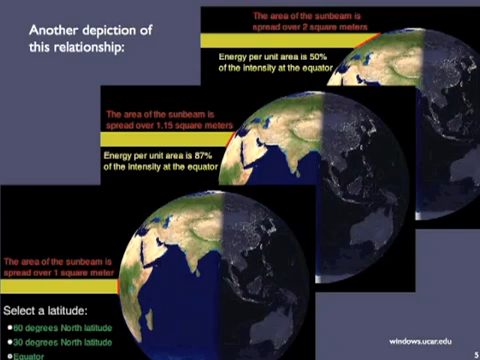 Another depiction of
this relationship:
The area of the sunbeam is
spread over 2 square meters
Energy per unit area is 50%
of the intensity at the equator
The area of the sunbeam is
spread over 1.15 square meters
Energy per unit area is 87%
of the intensity at the equator
The area of the sunbeam is
spread over 1 square meter
Select a latitude:
60 degrees North latitude
30 degrees North latitude
Equator
windows.ucar.edu
5